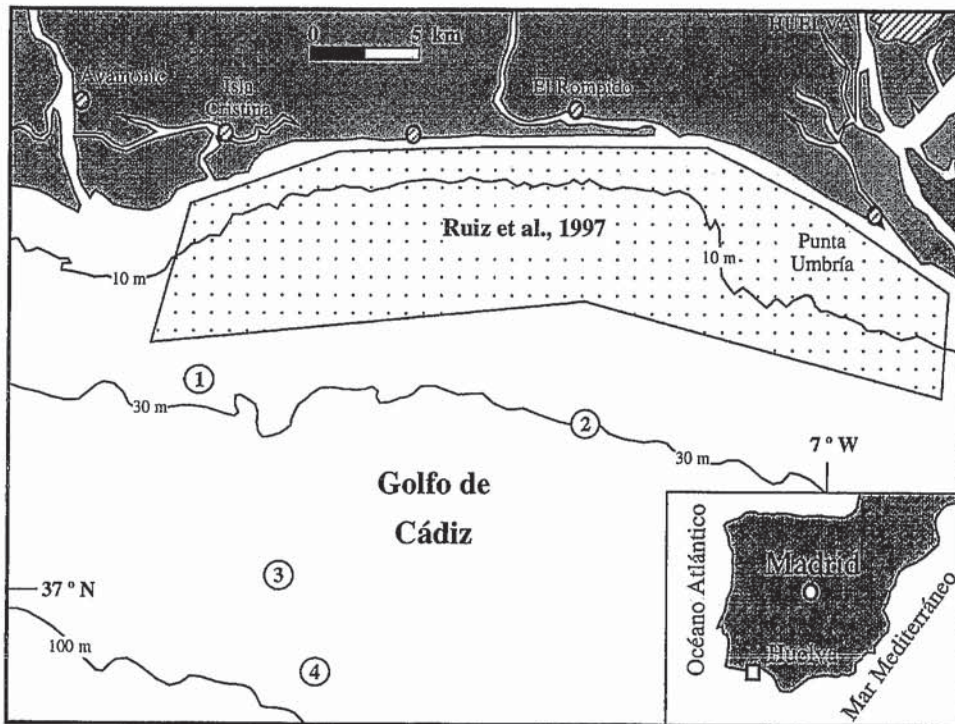 HUELVA
0 5 km
Ayamonte
Isla
Cristina
El Rompido
Ruiz et al., 1997
Punta
Umbría
10 m
10 m
1
30 m
2
30 m
7 º W
Golfo de
Cádiz
3
37 º N
100 m
4
Océano Atlántico
Madrid
Huelva
Mar Mediterráneo